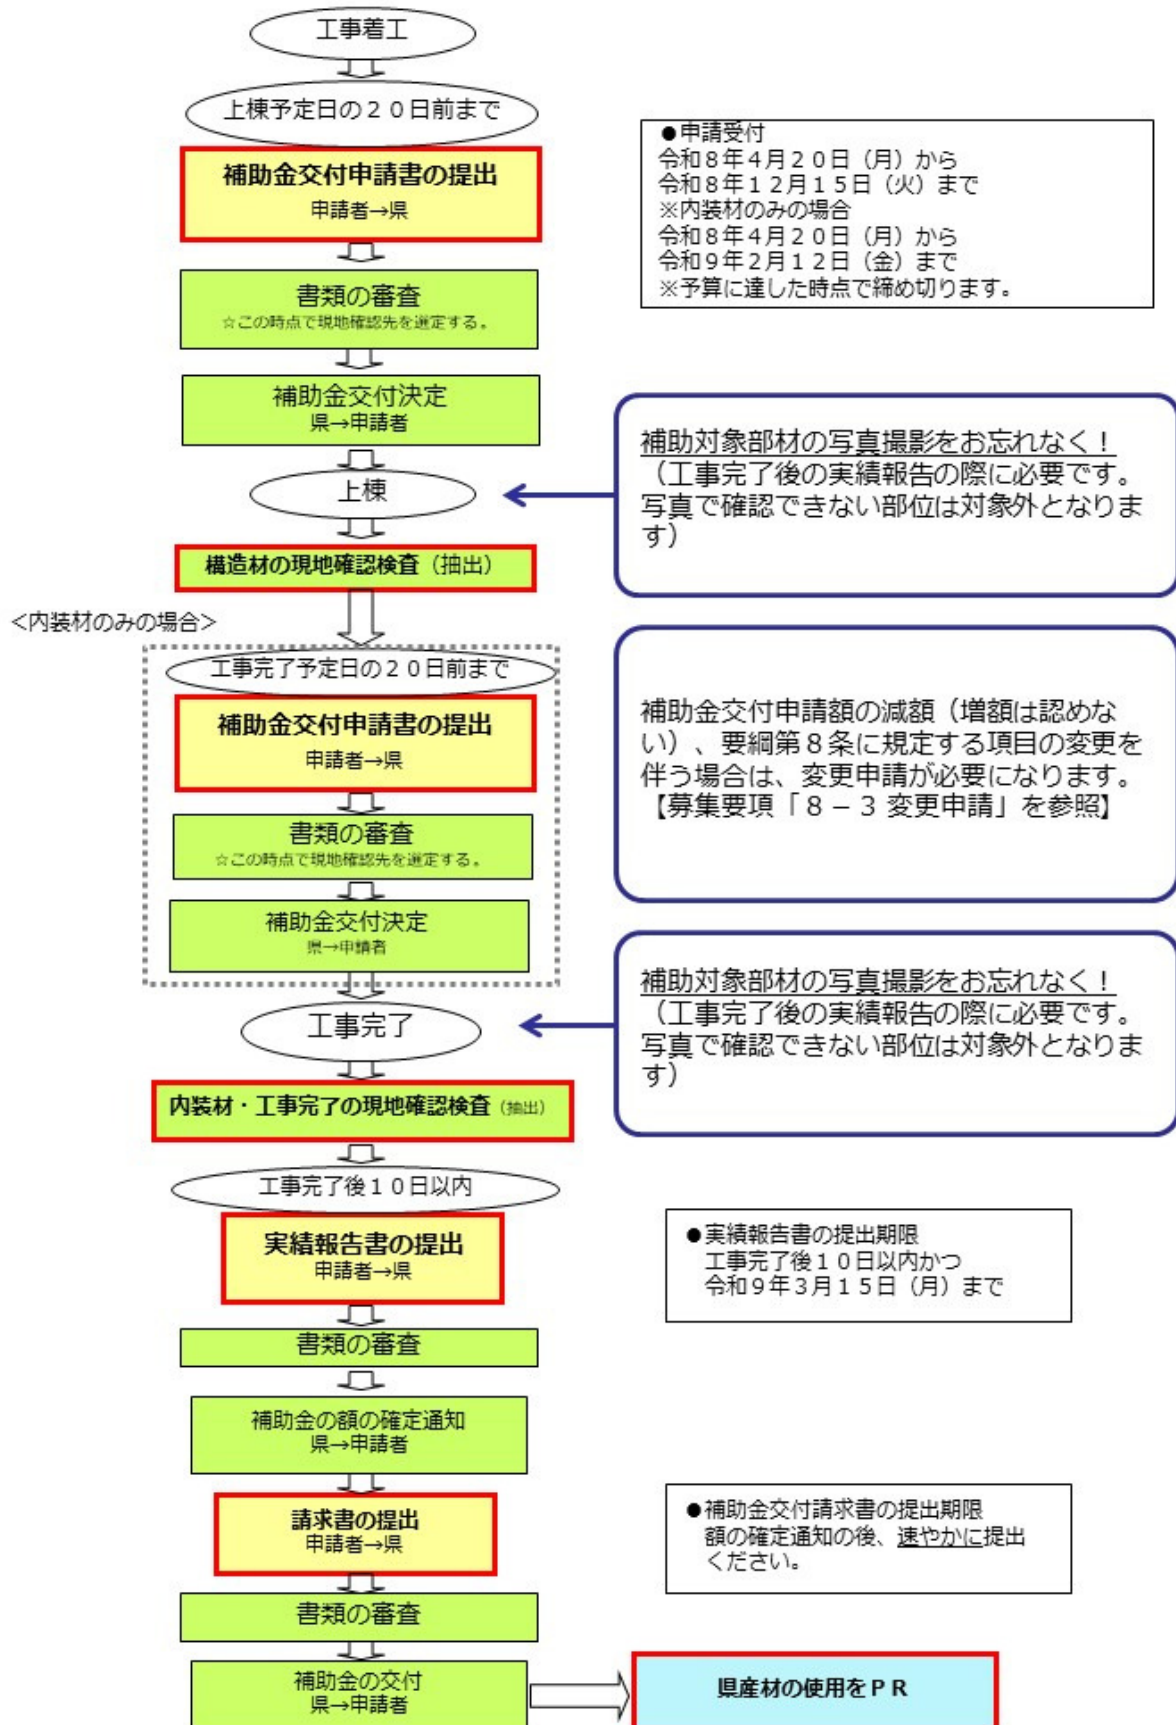 工事着工
上棟予定日の２０日前まで
補助金交付申請書の提出
申請者→県
●申請受付
令和８年４月２０日（月）から
令和８年１２月１５日（火）まで
※内装材のみの場合
令和８年４月２０日（月）から
令和９年２月１２日（金）まで
※予算に達した時点で締め切ります。
書類の審査
☆この時点で現地確認先を選定する。
補助金交付決定
県→申請者
上棟
補助対象部材の写真撮影をお忘れなく！
（工事完了後の実績報告の際に必要です。
写真で確認できない部位は対象外となりま
す）
構造材の現地確認検査（抽出）
＜内装材のみの場合＞
工事完了予定日の２０日前まで
補助金交付申請書の提出
申請者→県
書類の審査
☆この時点で現地確認先を選定する。
補助金交付決定
県→申請者
補助金交付申請額の減額（増額は認めな
い）、要綱第８条に規定する項目の変更を
伴う場合は、変更申請が必要になります。
【募集要項「８－３ 変更申請」を参照】
工事完了
補助対象部材の写真撮影をお忘れなく！
（工事完了後の実績報告の際に必要です。
写真で確認できない部位は対象外となりま
す）
内装材・工事完了の現地確認検査（抽出）
工事完了後１０日以内
実績報告書の提出
申請者→県
●実績報告書の提出期限
工事完了後１０日以内かつ
令和９年３月１５日（月）まで
書類の審査
補助金の額の確定通知
県→申請者
請求書の提出
申請者→県
●補助金交付請求書の提出期限
額の確定通知の後、速やかに提出
ください。
書類の審査
補助金の交付
県→申請者
県産材の使用をＰＲ